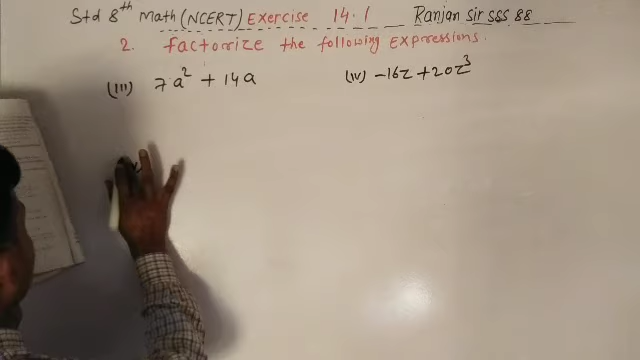 Std 8th Math (NCERT) Exercise 14.1 Ranjan sir SSS 88
2. Factorize the following Expressions.
(III) 7a² + 14a (IV) -16z + 20z³